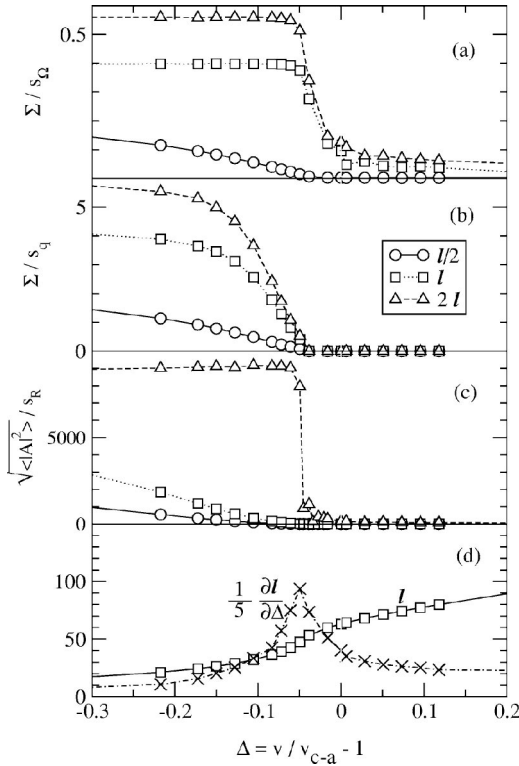 0.5
(a)
Σ / s_Ω
5
(b)
Σ / s_q
l/2
l
2 l
0
(c)
√<|A|²> / s_R
5000
0
(d)
1/5 ∂l/∂Δ
l
100
50
0
-0.3 -0.2 -0.1 0 0.1 0.2
Δ = v / v_c-a - 1